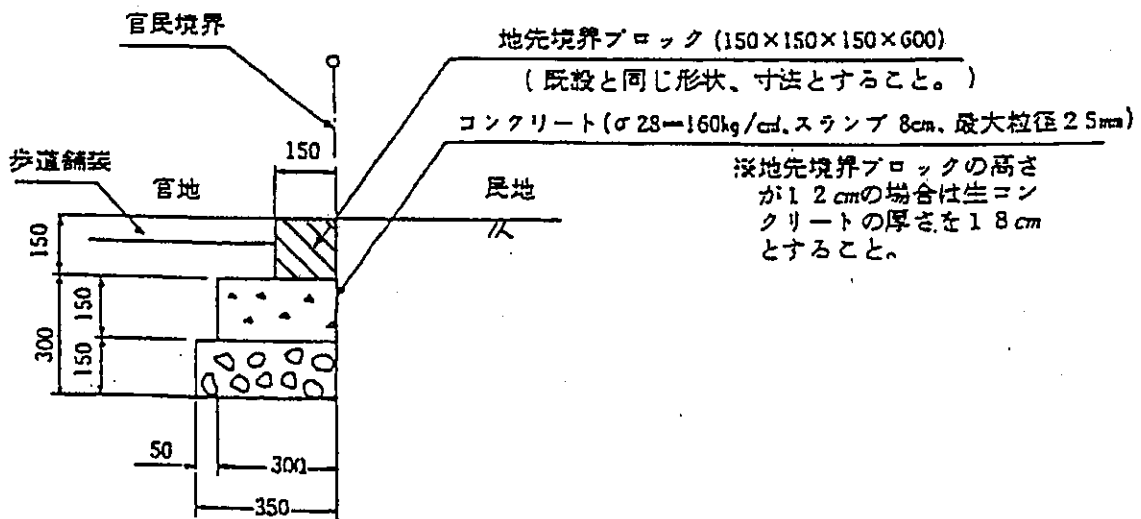 官民境界
地先境界ブロック(150×150×150×600)
(既設と同じ形状、寸法とすること。)
コンクリート(σ28=160kg/c㎡、スランプ 8cm、最大粒径25mm)
150
歩道舗装
官地
民地
※地先境界ブロックの高さ
が12cmの場合は生コン
クリートの厚さを18cm
とすること。
150
300
150
150
50
300
350